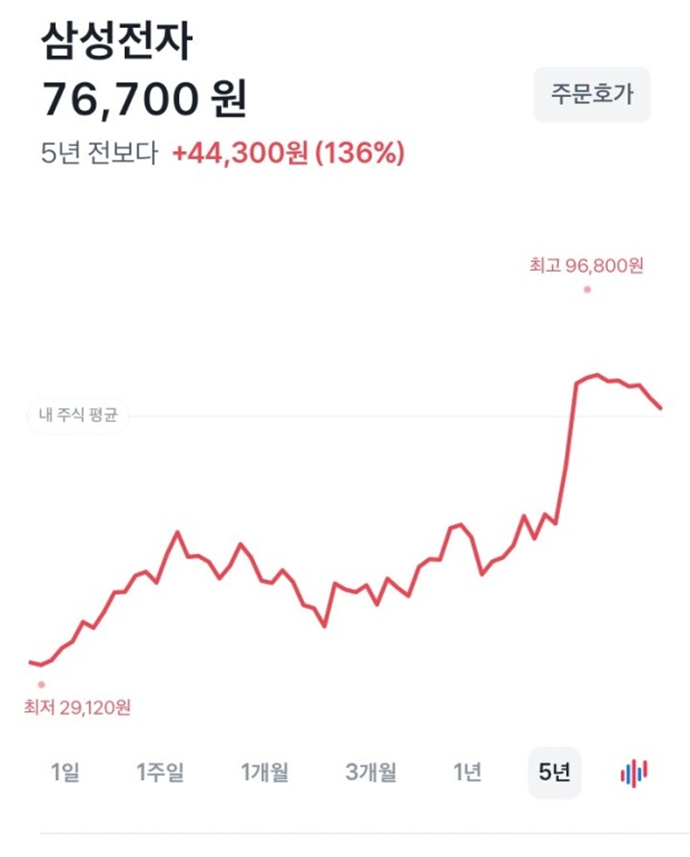 삼성전자
76,700 원
주문호가
5년 전보다 +44,300원 (136%)
최고 96,800원
내 주식 평균
최저 29,120원
1일 1주일 1개월 3개월 1년 5년